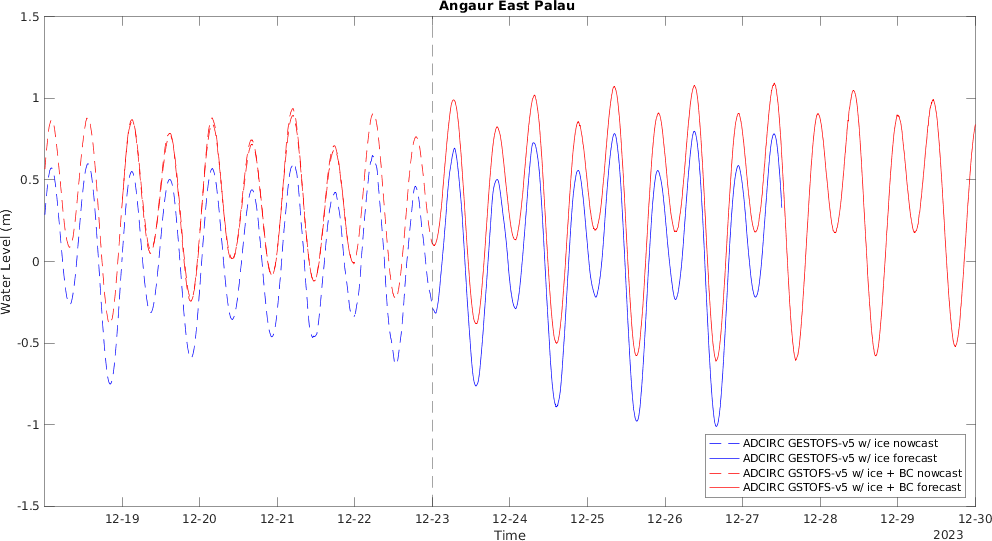 Angaur East Palau
1.5
1
0.5
0
-0.5
-1
-1.5
Water Level (m)
12-19 12-20 12-21 12-22 12-23 12-24 12-25 12-26 12-27 12-28 12-29 12-30
Time
2023
ADCIRC GESTOFS-v5 w/ ice nowcast
ADCIRC GESTOFS-v5 w/ ice forecast
ADCIRC GSTOFS-v5 w/ ice + BC nowcast
ADCIRC GSTOFS-v5 w/ ice + BC forecast